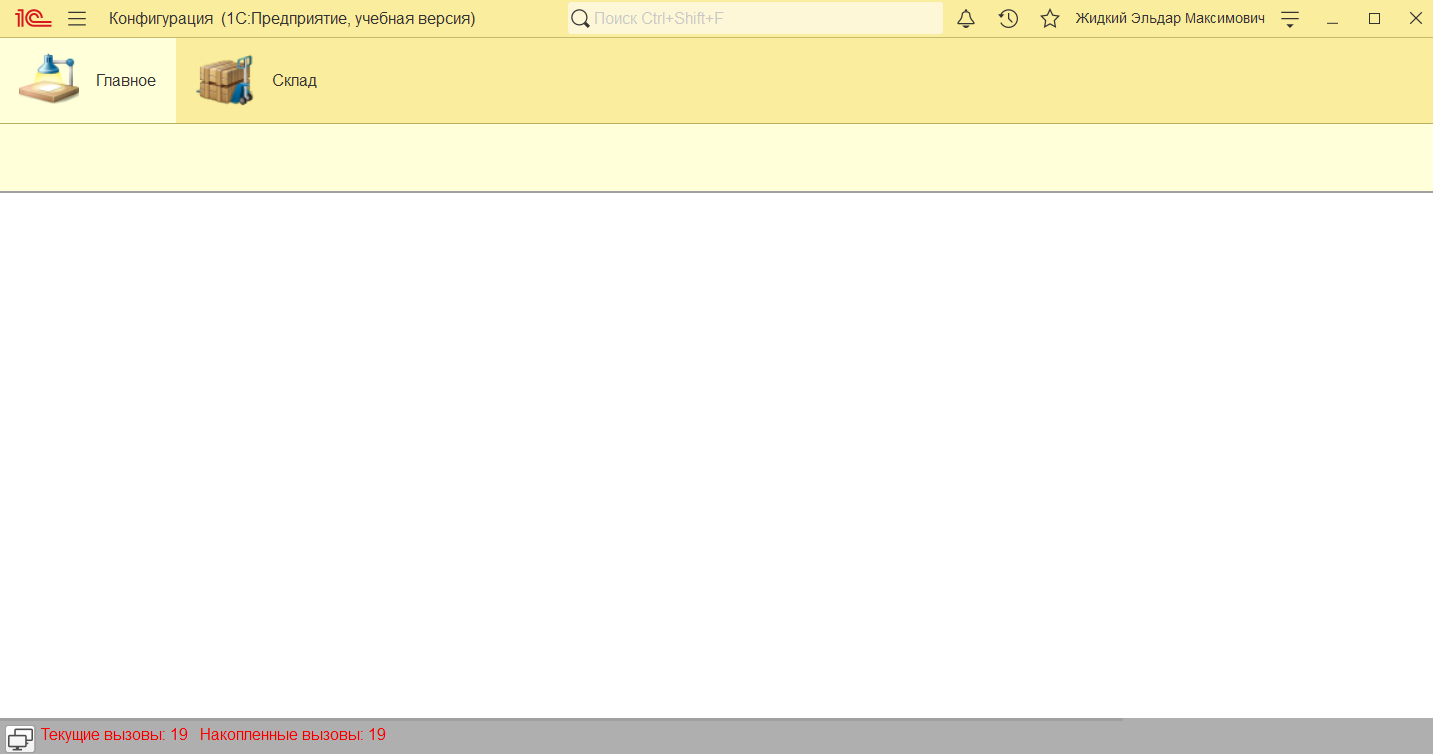 1С Конфигурация (1С:Предприятие, учебная версия) Поиск Ctrl+Shift+F Жидкий Эльдар Максимович
Главное Склад
Текущие вызовы: 19 Накопленные вызовы: 19